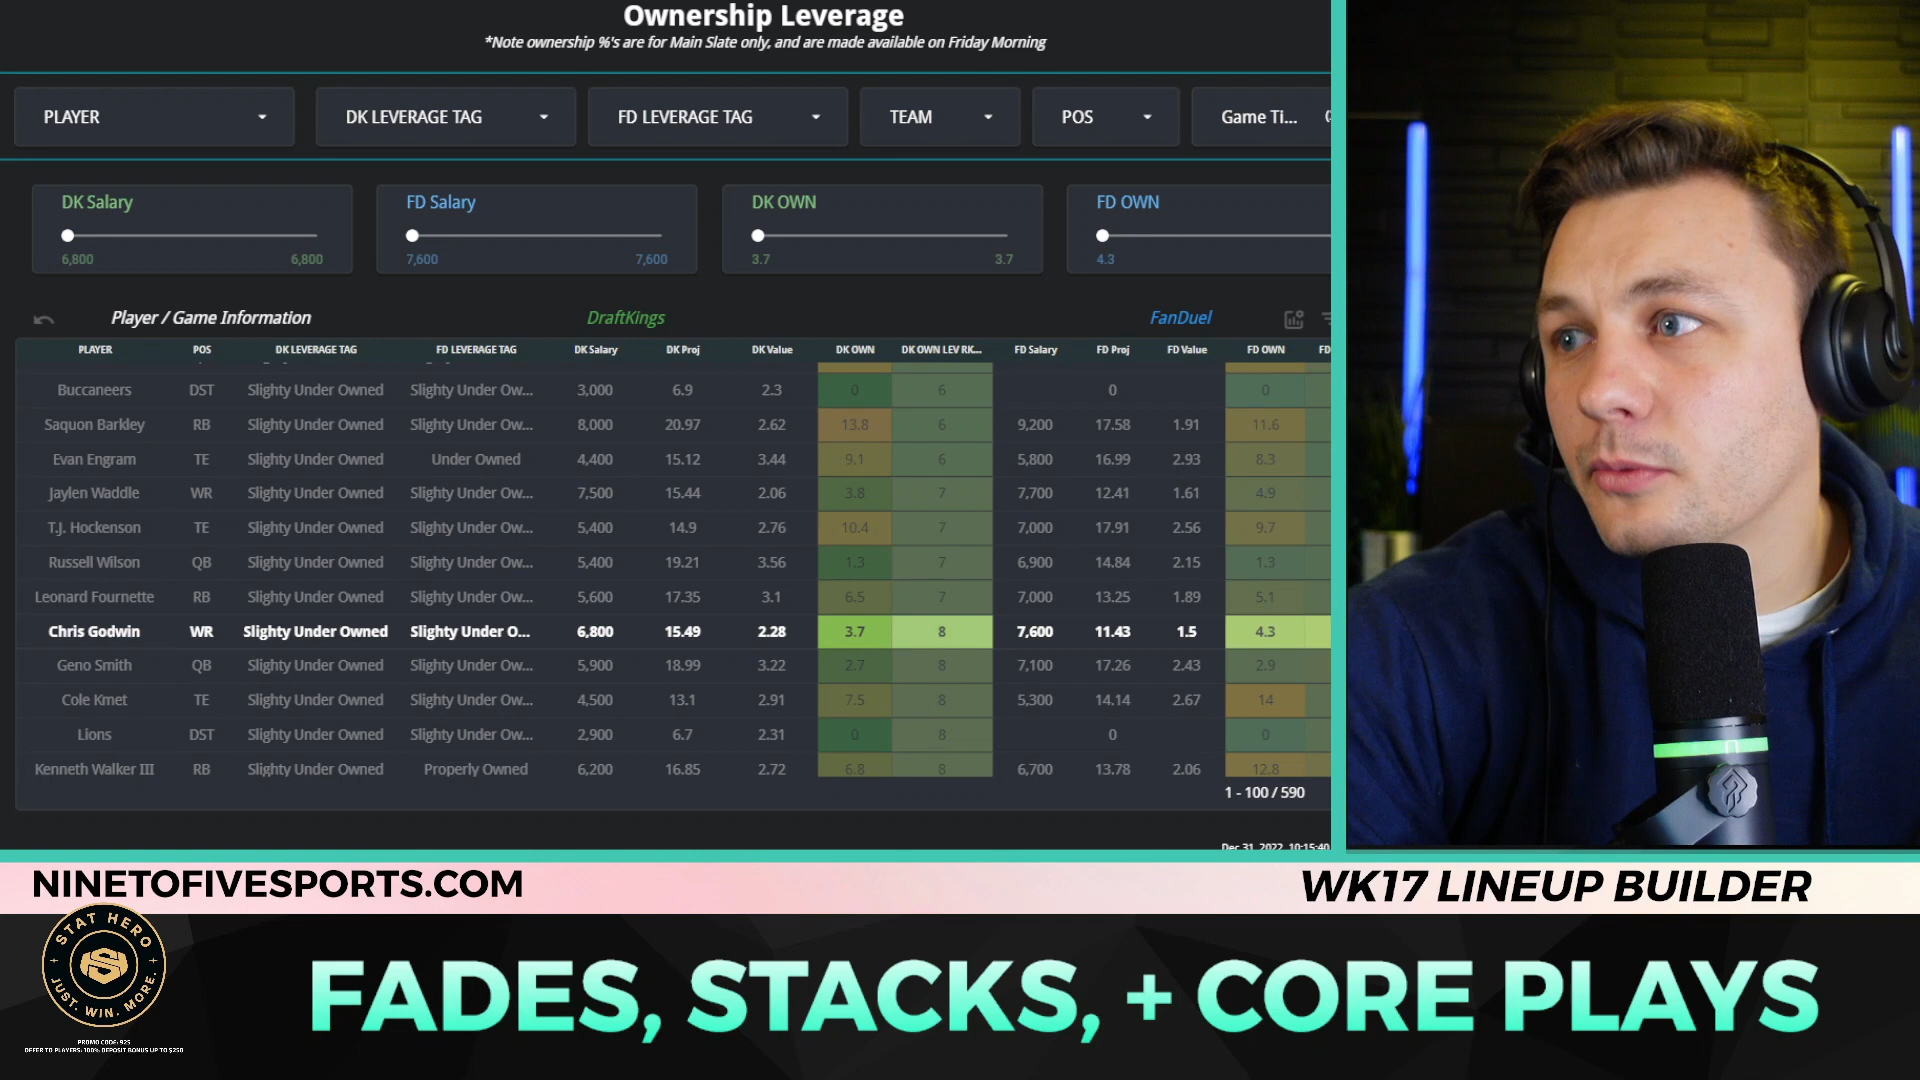 Ownership Leverage
*Note ownership %'s are for Main Slate only, and are made available on Friday Morning
PLAYER DK LEVERAGE TAG FD LEVERAGE TAG TEAM POS Game Ti...
DK Salary FD Salary DK OWN FD OWN
6,800 6,800 7,600 7,600 3.7 3.7 4.3
Player / Game Information DraftKings FanDuel
PLAYER POS DK LEVERAGE TAG FD LEVERAGE TAG DK Salary DK Proj DK Value DK OWN DK OWN LEV RK... FD Salary FD Proj FD Value FD OWN FD
Buccaneers DST Slighty Under Owned Slighty Under Ow... 3,000 6.9 2.3 0 6 0 0
Saquon Barkley RB Slighty Under Owned Slighty Under Ow... 8,000 20.97 2.62 13.8 6 9,200 17.58 1.91 11.6
Evan Engram TE Slighty Under Owned Under Owned 4,400 15.12 3.44 9.1 6 5,800 16.99 2.93 8.3
Jaylen Waddle WR Slighty Under Owned Slighty Under Ow... 7,500 15.44 2.06 3.8 7 7,700 12.41 1.61 4.9
T.J. Hockenson TE Slighty Under Owned Slighty Under Ow... 5,400 14.9 2.76 10.4 7 7,000 17.91 2.56 9.7
Russell Wilson QB Slighty Under Owned Slighty Under Ow... 5,400 19.21 3.56 1.3 7 6,900 14.84 2.15 1.3
Leonard Fournette RB Slighty Under Owned Slighty Under Ow... 5,600 17.35 3.1 6.5 7 7,000 13.25 1.89 5.1
Chris Godwin WR Slighty Under Owned Slighty Under O... 6,800 15.49 2.28 3.7 8 7,600 11.43 1.5 4.3
Geno Smith QB Slighty Under Owned Slighty Under Ow... 5,900 18.99 3.22 2.7 8 7,100 17.26 2.43 2.9
Cole Kmet TE Slighty Under Owned Slighty Under Ow... 4,500 13.1 2.91 7.5 8 5,300 14.14 2.67 14
Lions DST Slighty Under Owned Slighty Under Ow... 2,900 6.7 2.31 0 8 0 0
Kenneth Walker III RB Slighty Under Owned Properly Owned 6,200 16.85 2.72 6.8 8 6,700 13.78 2.06 12.8
1 - 100 / 590
Dec 31, 2022, 10:15:40
NINETOFIVESPORTS.COM
WK17 LINEUP BUILDER
STAT HERO
JUST. WIN. MORE.
PROMO CODE: 925
OFFER TO PLAYERS: 100% DEPOSIT BONUS UP TO $250
FADES, STACKS, + CORE PLAYS